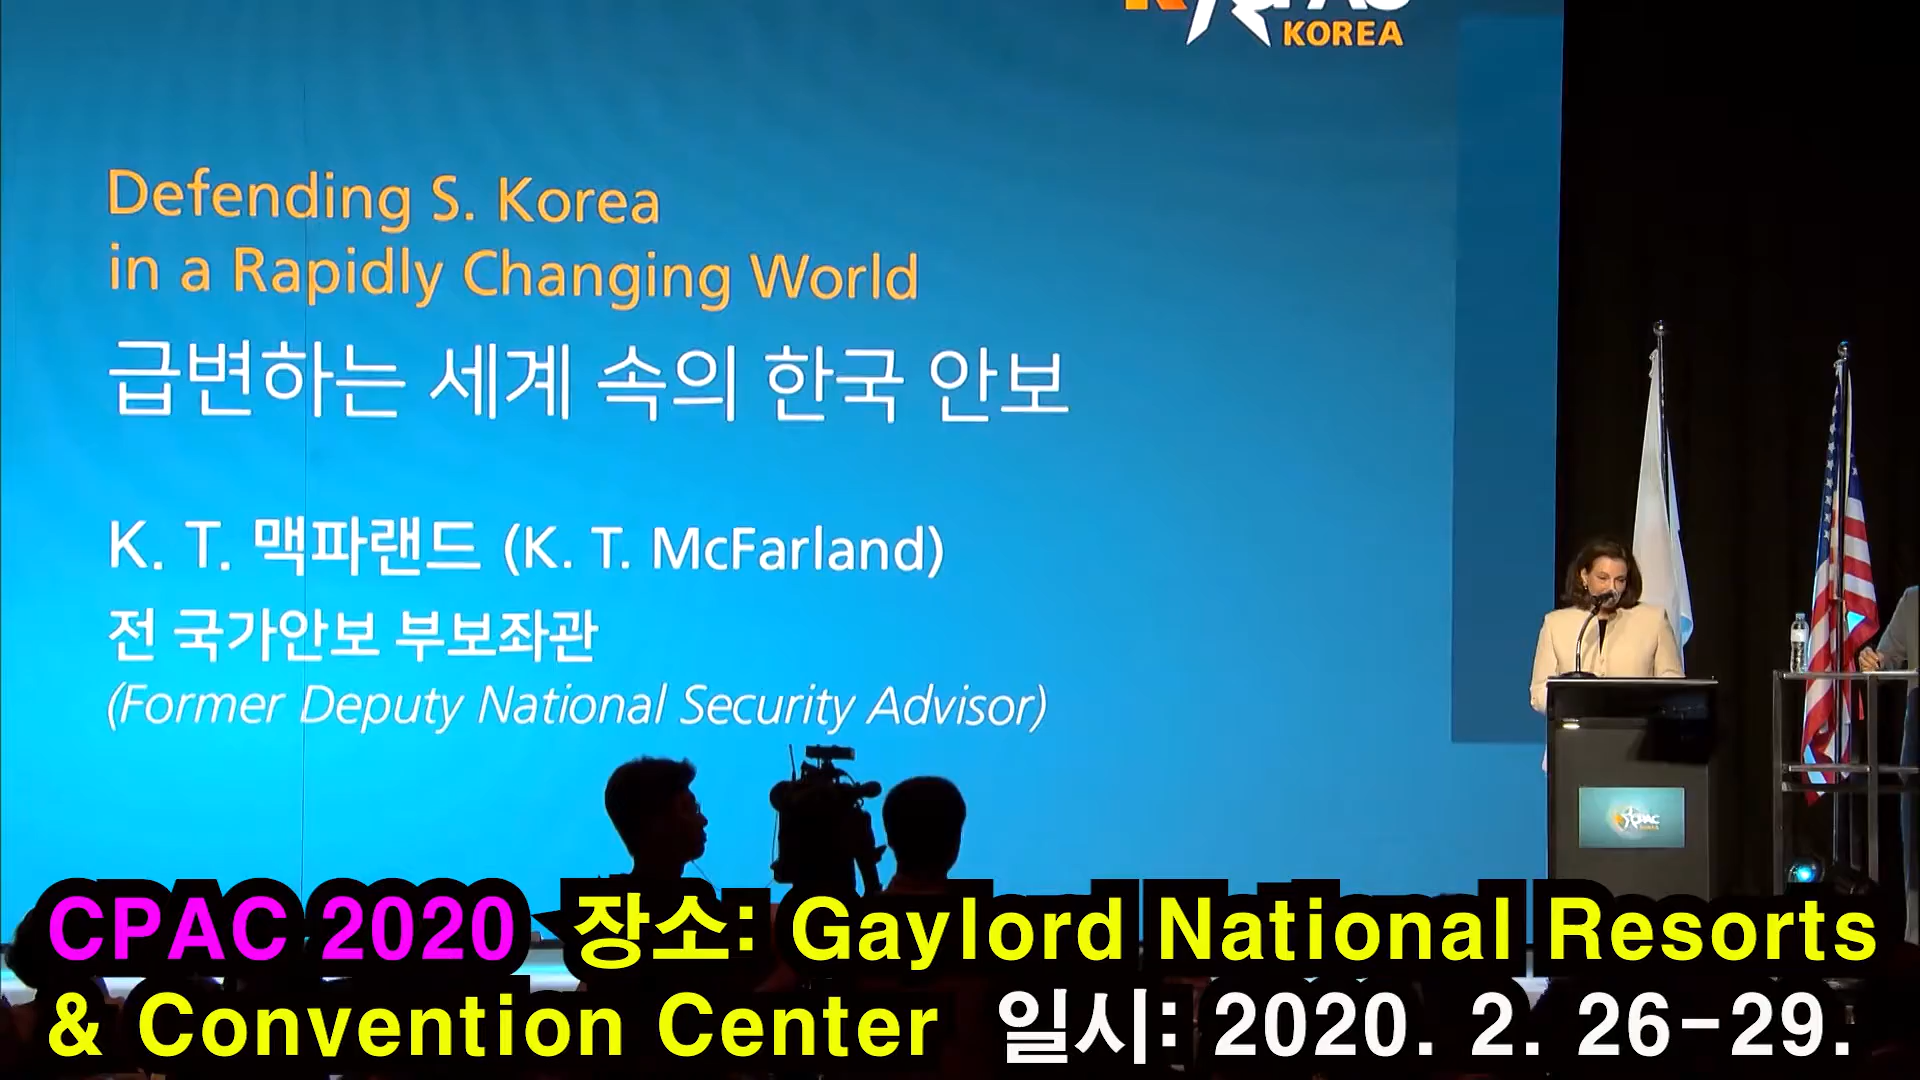 KOREA
Defending S. Korea
in a Rapidly Changing World
급변하는 세계 속의 한국 안보
K. T. 맥파랜드 (K. T. McFarland)
전 국가안보 부보좌관
(Former Deputy National Security Advisor)
CPAC
KOREA
CPAC 2020 장소: Gaylord National Resorts
& Convention Center 일시: 2020. 2. 26-29.